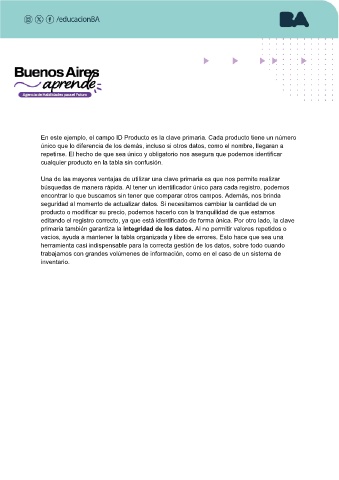 /educacionBA
BA
Buenos Aires
aprende
Agencia de Habilidades para el Futuro
En este ejemplo, el campo ID Producto es la clave primaria. Cada producto tiene un número
único que lo diferencia de los demás, incluso si otros datos, como el nombre, llegaran a
repetirse. El hecho de que sea único y obligatorio nos asegura que podemos identificar
cualquier producto en la tabla sin confusión.
Una de las mayores ventajas de utilizar una clave primaria es que nos permite realizar
búsquedas de manera rápida. Al tener un identificador único para cada registro, podemos
encontrar lo que buscamos sin tener que comparar otros campos. Además, nos brinda
seguridad al momento de actualizar datos. Si necesitamos cambiar la cantidad de un
producto o modificar su precio, podemos hacerlo con la tranquilidad de que estamos
editando el registro correcto, ya que está identificado de forma única. Por otro lado, la clave
primaria también garantiza la integridad de los datos. Al no permitir valores repetidos o
vacíos, ayuda a mantener la tabla organizada y libre de errores. Esto hace que sea una
herramienta casi indispensable para la correcta gestión de los datos, sobre todo cuando
trabajamos con grandes volúmenes de información, como en el caso de un sistema de
inventario.